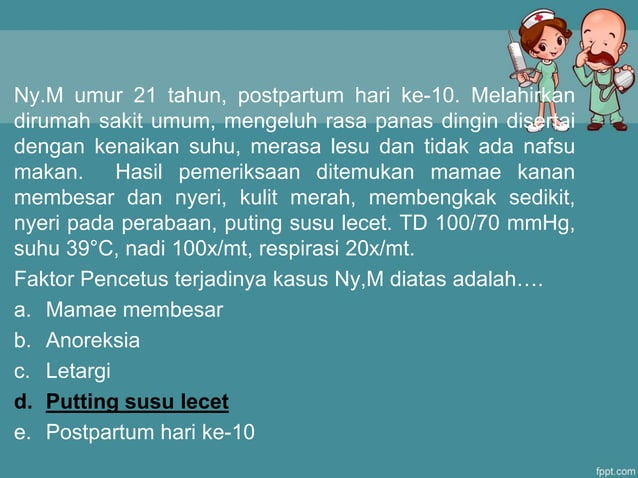 Ny.M umur 21 tahun, postpartum hari ke-10. Melahirkan
dirumah sakit umum, mengeluh rasa panas dingin disertai
dengan kenaikan suhu, merasa lesu dan tidak ada nafsu
makan. Hasil pemeriksaan ditemukan mamae kanan
membesar dan nyeri, kulit merah, membengkak sedikit,
nyeri pada perabaan, puting susu lecet. TD 100/70 mmHg,
suhu 39°C, nadi 100x/mt, respirasi 20x/mt.
Faktor Pencetus terjadinya kasus Ny,M diatas adalah….
a. Mamae membesar
b. Anoreksia
c. Letargi
d. Putting susu lecet
e. Postpartum hari ke-10
fppt.com